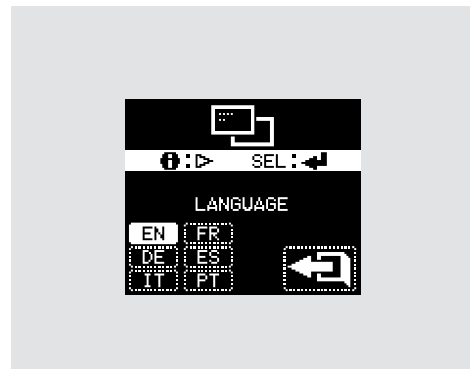 i:▷ SEL:↵
LANGUAGE
EN FR
DE ES
IT PT